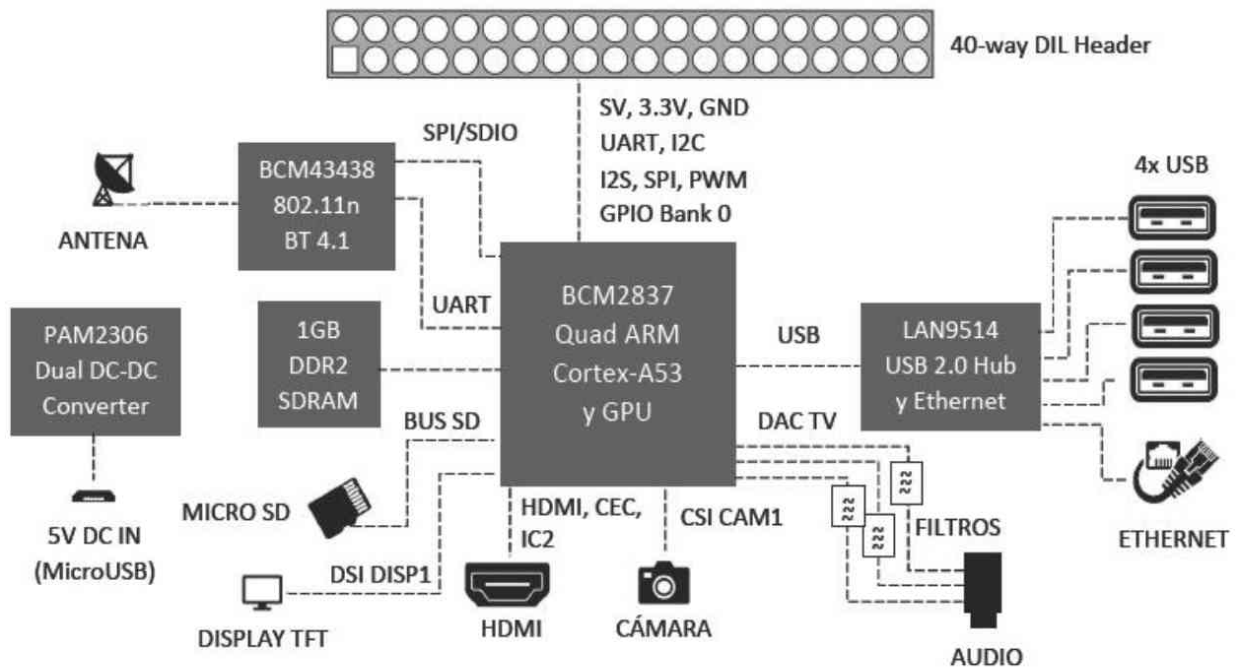 40-way DIL Header
SV, 3.3V, GND
UART, I2C
I2S, SPI, PWM
GPIO Bank 0
SPI/SDIO
BCM43438
802.11n
BT 4.1
ANTENA
UART
4x USB
PAM2306
Dual DC-DC
Converter
1GB
DDR2
SDRAM
BCM2837
Quad ARM
Cortex-A53
y GPU
USB
LAN9514
USB 2.0 Hub
y Ethernet
BUS SD
DAC TV
MICRO SD
5V DC IN
(MicroUSB)
HDMI, CEC,
IC2
CSI CAM1
FILTROS
ETHERNET
DSI DISP1
DISPLAY TFT
HDMI
CÁMARA
AUDIO